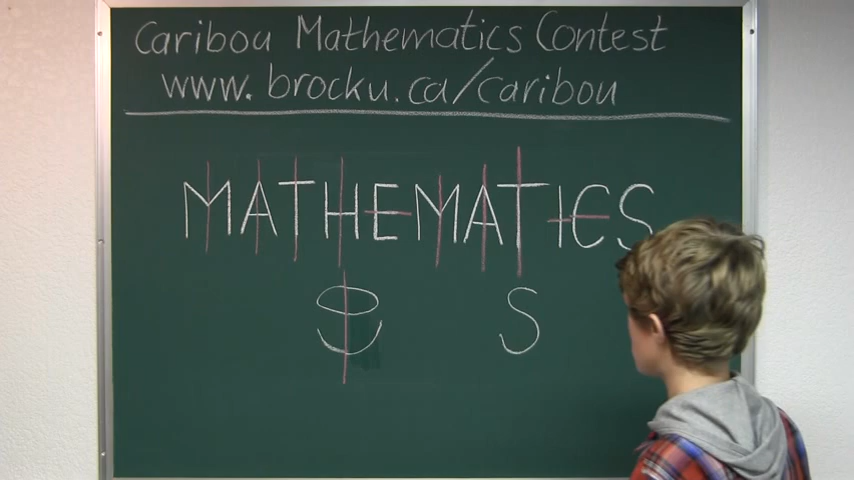 Caribou Mathematics Contest
www.brocku.ca/caribou
MATHEMATICS
S